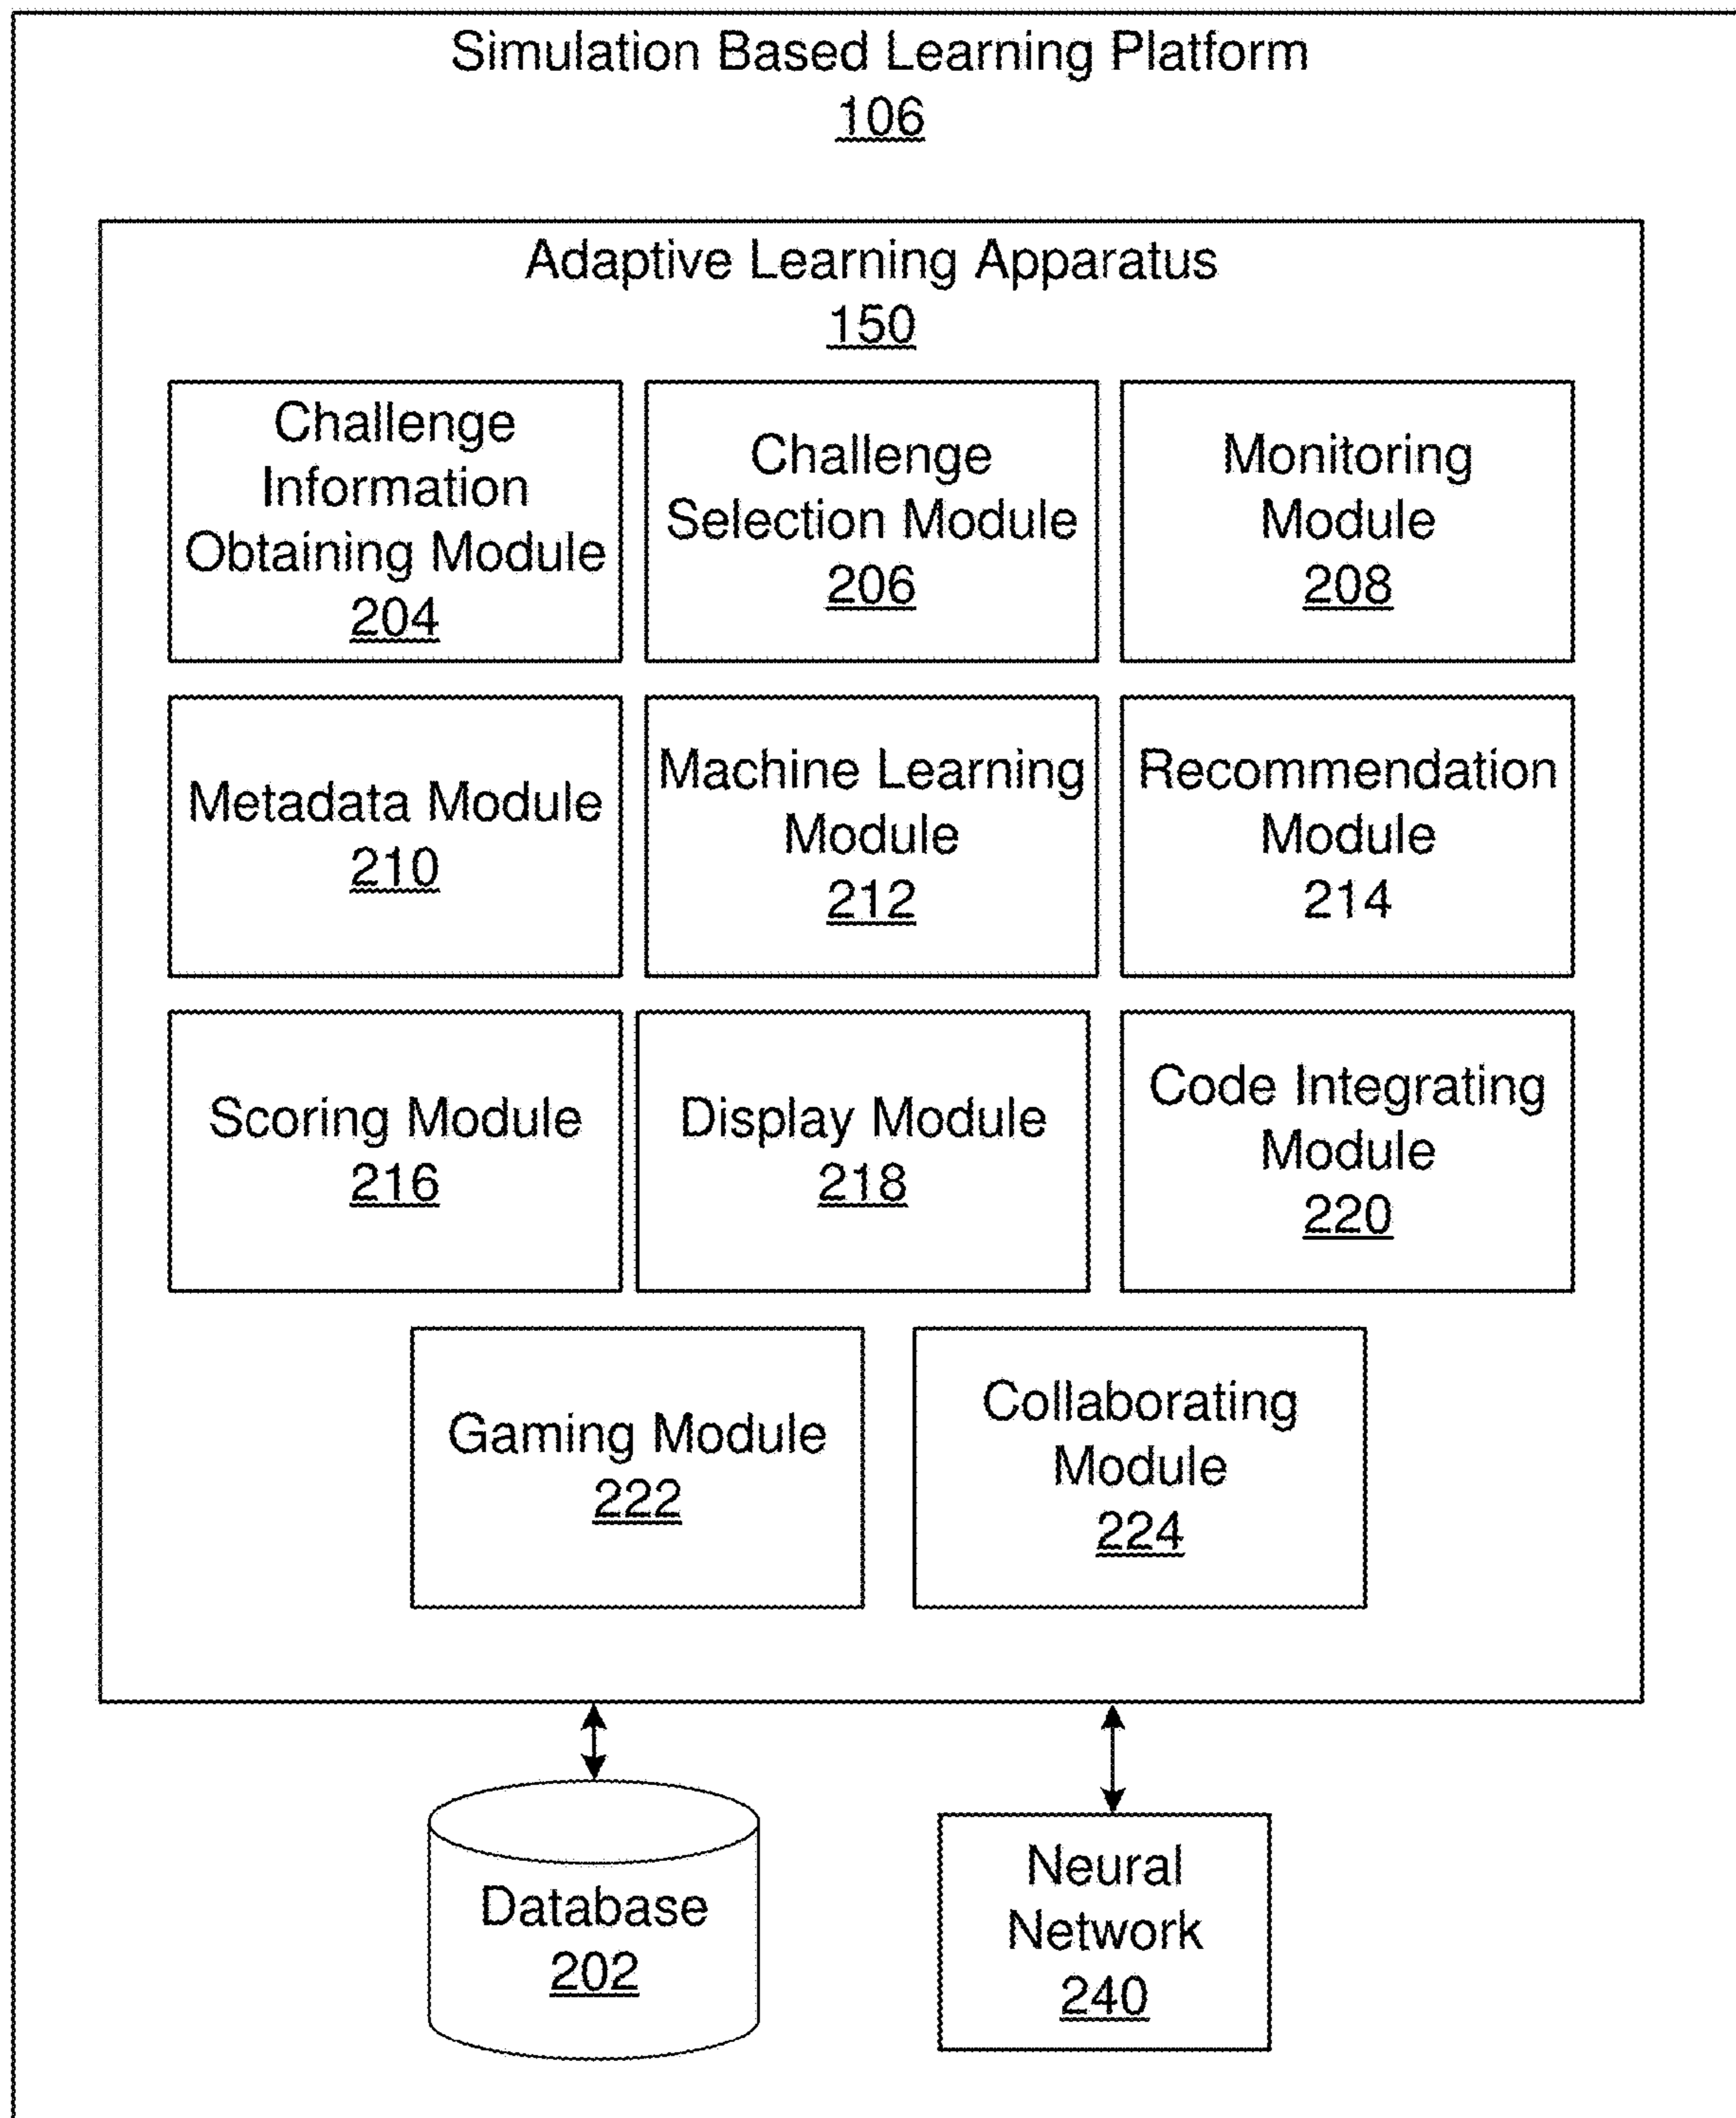 Simulation Based Learning Platform
106
Adaptive Learning Apparatus
150
Challenge
Information
Obtaining Module
204
Challenge
Selection Module
206
Monitoring
Module
208
Metadata Module
210
Machine Learning
Module
212
Recommendation
Module
214
Scoring Module
216
Display Module
218
Code Integrating
Module
220
Gaming Module
222
Collaborating
Module
224
Database
202
Neural
Network
240